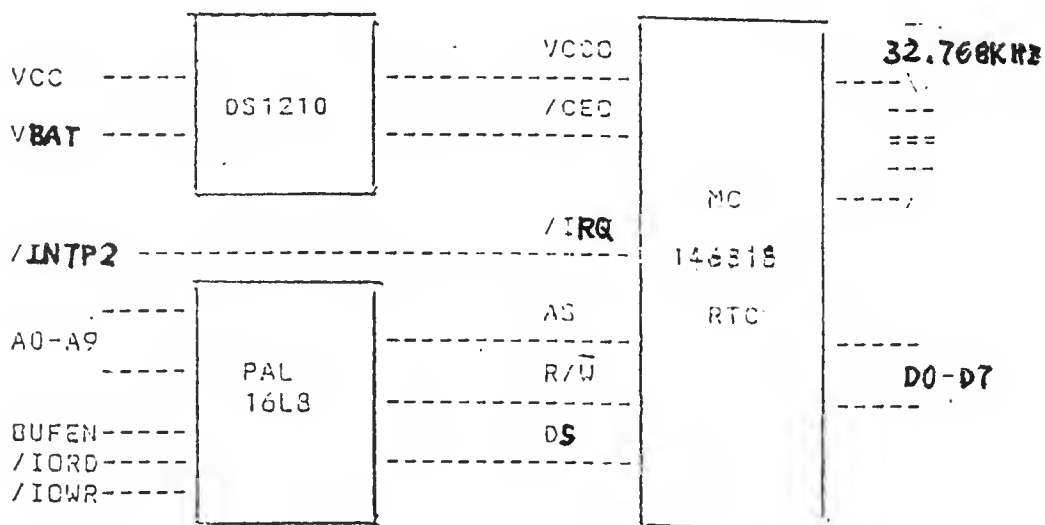 VCCO
32.768KHZ
VCC
DS1210
/CEO
VBAT
MC
/IRQ
/INTP2
146818
AS
RTC
A0-A9
PAL
R/W̅
D0-D7
16L8
BUFEN
DS
/IORD
/IOWR